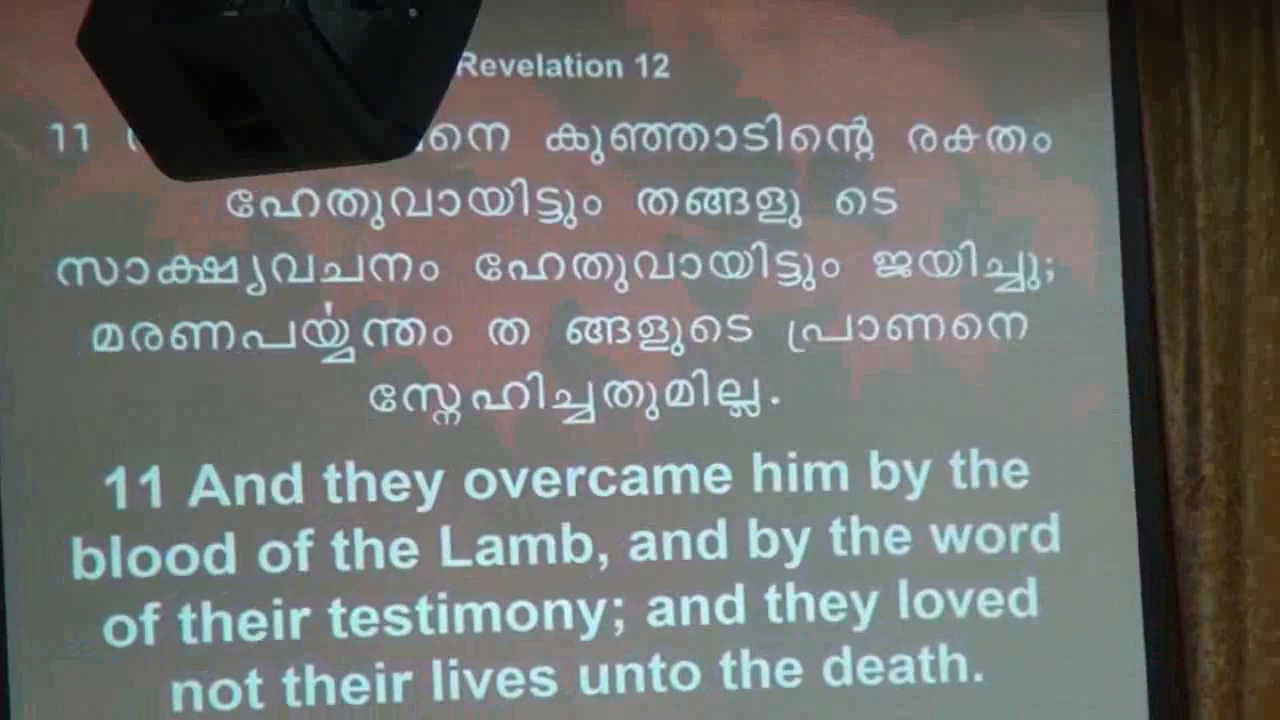 Revelation 12
11 കുഞ്ഞാടിന്റെ രക്തം
ഹേതുവായിട്ടും തങ്ങളു ടെ
സാക്ഷ്യവചനം ഹേതുവായിട്ടും ജയിച്ചു;
മരണപൎയ്യന്തം ത ങ്ങളുടെ പ്രാണനെ
സ്നേഹിച്ചതുമില്ല.
11 And they overcame him by the
blood of the Lamb, and by the word
of their testimony; and they loved
not their lives unto the death.